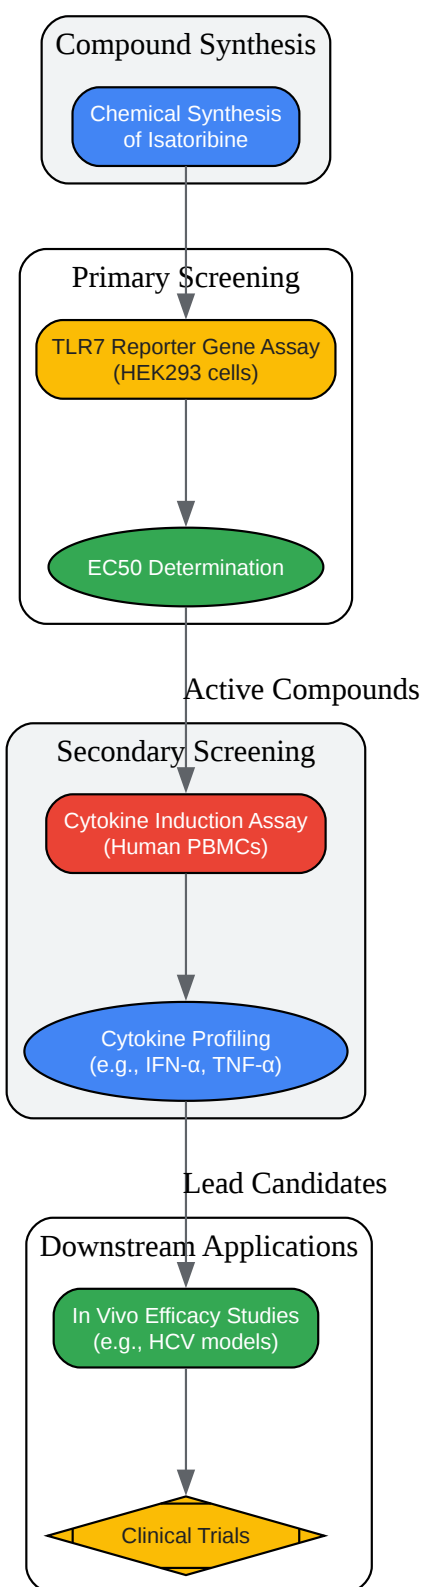 Compound Synthesis
Chemical Synthesis
of Isatoribine
Primary Screening
TLR7 Reporter Gene Assay
(HEK293 cells)
EC50 Determination
Active Compounds
Secondary Screening
Cytokine Induction Assay
(Human PBMCs)
Cytokine Profiling
(e.g., IFN-α, TNF-α)
Lead Candidates
Downstream Applications
In Vivo Efficacy Studies
(e.g., HCV models)
Clinical Trials